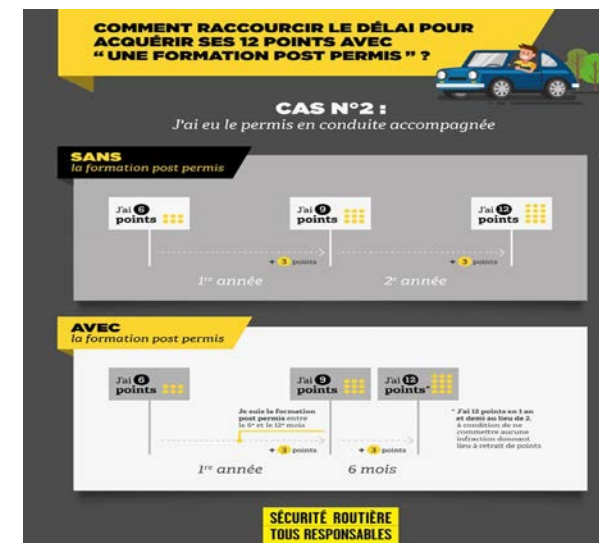 COMMENT RACCOURCIR LE DÉLAI POUR
ACQUÉRIR SES 12 POINTS AVEC
“ UNE FORMATION POST PERMIS ” ?
CAS N°2 :
J'ai eu le permis en conduite accompagnée
SANS
la formation post permis
J'ai 6
points
J'ai 9
points
J'ai 12
points
+ 3 points
+ 3 points
1re année
2e année
AVEC
la formation post permis
J'ai 6
points
J'ai 9
points
J'ai 12
points*
Je suis la formation
post permis entre
le 6e et le 12e mois
+ 3 points
+ 3 points
1re année
6 mois
* J'ai 12 points en 1 an
et demi au lieu de 2,
à condition de ne
commettre aucune
infraction donnant
lieu à retrait de points
SÉCURITÉ ROUTIÈRE
TOUS RESPONSABLES